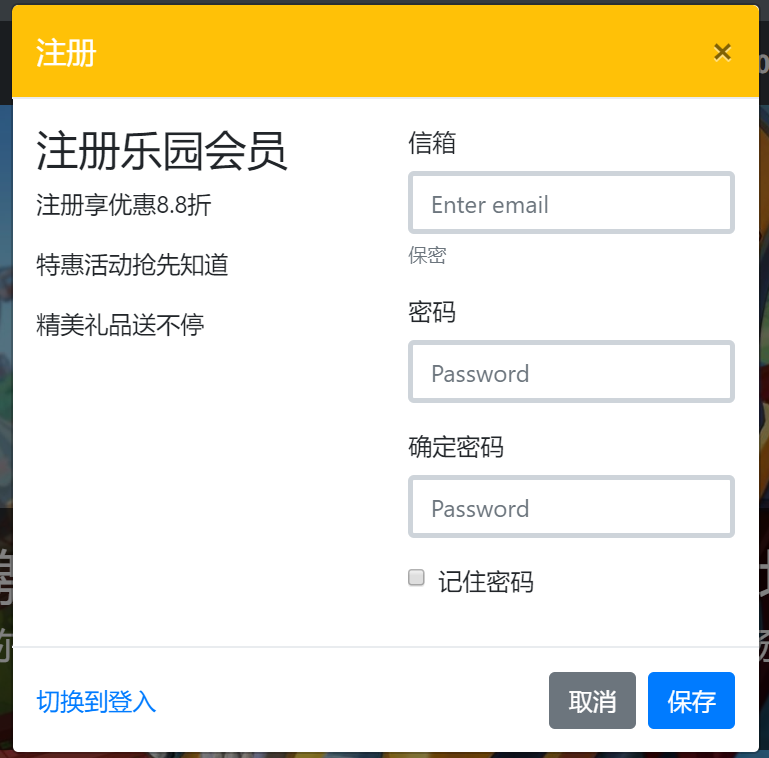 注册
×
注册乐园会员
注册享优惠8.8折
特惠活动抢先知道
精美礼品送不停
信箱
Enter email
保密
密码
Password
确定密码
Password
记住密码
切换到登入
取消
保存